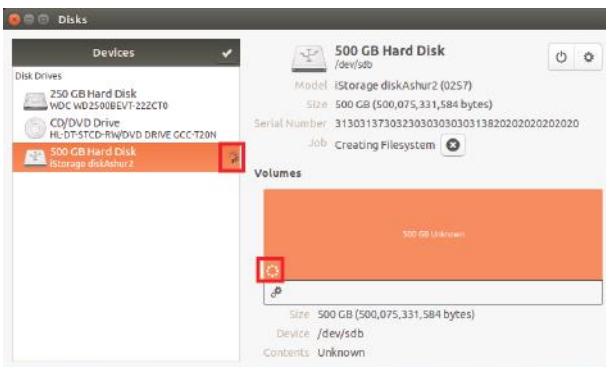 Disks
Devices
Disk Drives
250 GB Hard Disk
WDC WD2500BEVT-22ZCT0
CD/DVD Drive
HL-DT-STCD-RW/DVD DRIVE GCC-T20N
500 GB Hard Disk
iStorage diskAshur2
500 GB Hard Disk
/dev/sdb
Model iStorage diskAshur2 (0257)
Size 500 GB (500,075,331,584 bytes)
Serial Number
Job Creating Filesystem
Volumes
500 GB Unknown
Size 500 GB (500,075,331,584 bytes)
Device /dev/sdb
Contents Unknown